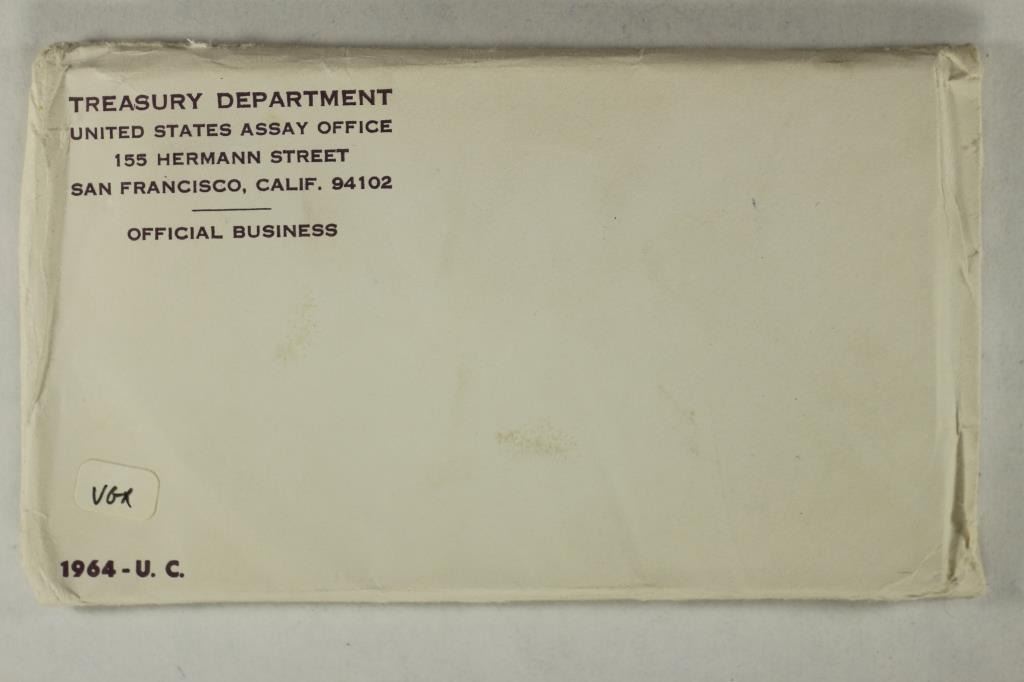 TREASURY DEPARTMENT
UNITED STATES ASSAY OFFICE
155 HERMANN STREET
SAN FRANCISCO, CALIF. 94102
OFFICIAL BUSINESS
1964 - U. C.